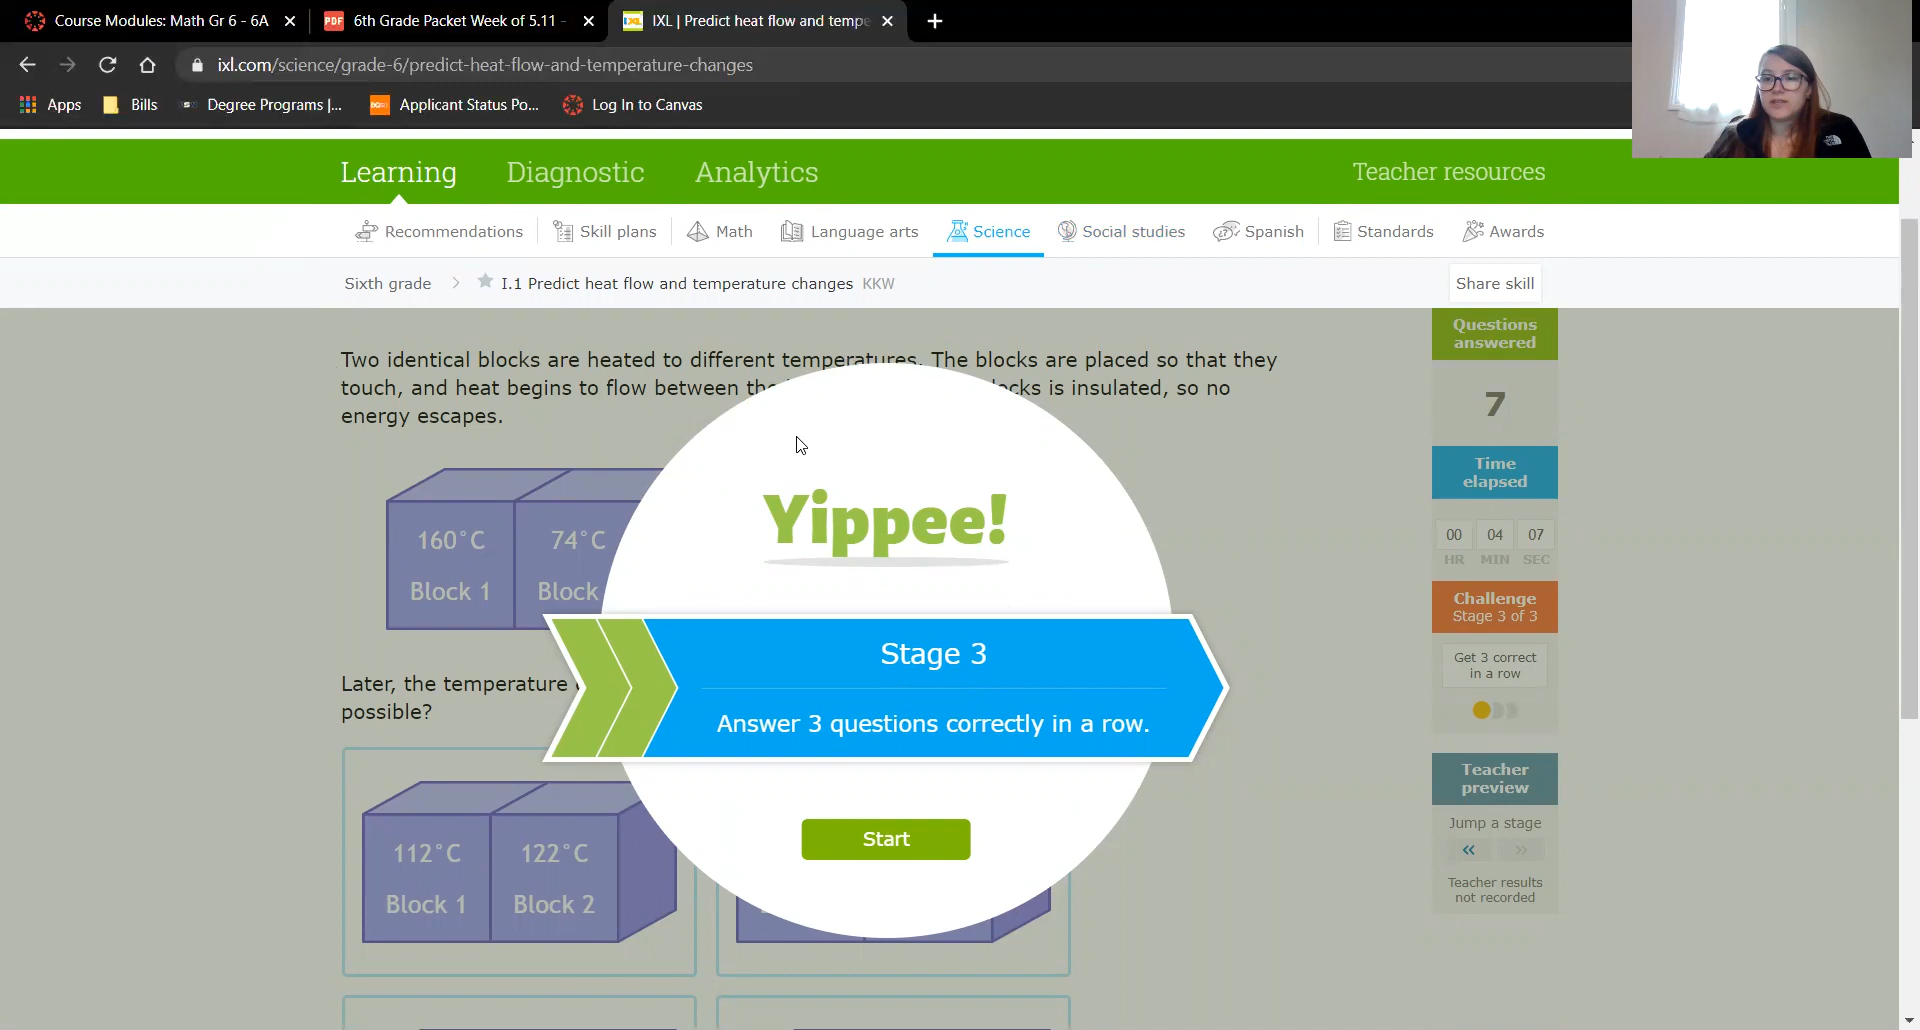 Course Modules: Math Gr 6 - 6A
PDF
6th Grade Packet Week of 5.11 -
IXL
IXL | Predict heat flow and tempe
ixl.com/science/grade-6/predict-heat-flow-and-temperature-changes
Apps
Bills
Degree Programs |...
Applicant Status Po...
Log In to Canvas
Learning
Diagnostic
Analytics
Teacher resources
Recommendations
Skill plans
Math
Language arts
Science
Social studies
Spanish
Standards
Awards
Sixth grade > I.1 Predict heat flow and temperature changes KKW
Share skill
Two identical blocks are heated to different temperatures. The blocks are placed so that they
touch, and heat begins to flow between the
is insulated, so no
energy escapes.
160°C 74°C
Block 1 Block
Later, the temperature
possible?
112°C 122°C
Block 1 Block 2
Yippee!
Stage 3
Answer 3 questions correctly in a row.
Start
Questions
answered
7
Time
elapsed
00 04 07
HR MIN SEC
Challenge
Stage 3 of 3
Get 3 correct
in a row
Teacher
preview
Jump a stage
« »
Teacher results
not recorded